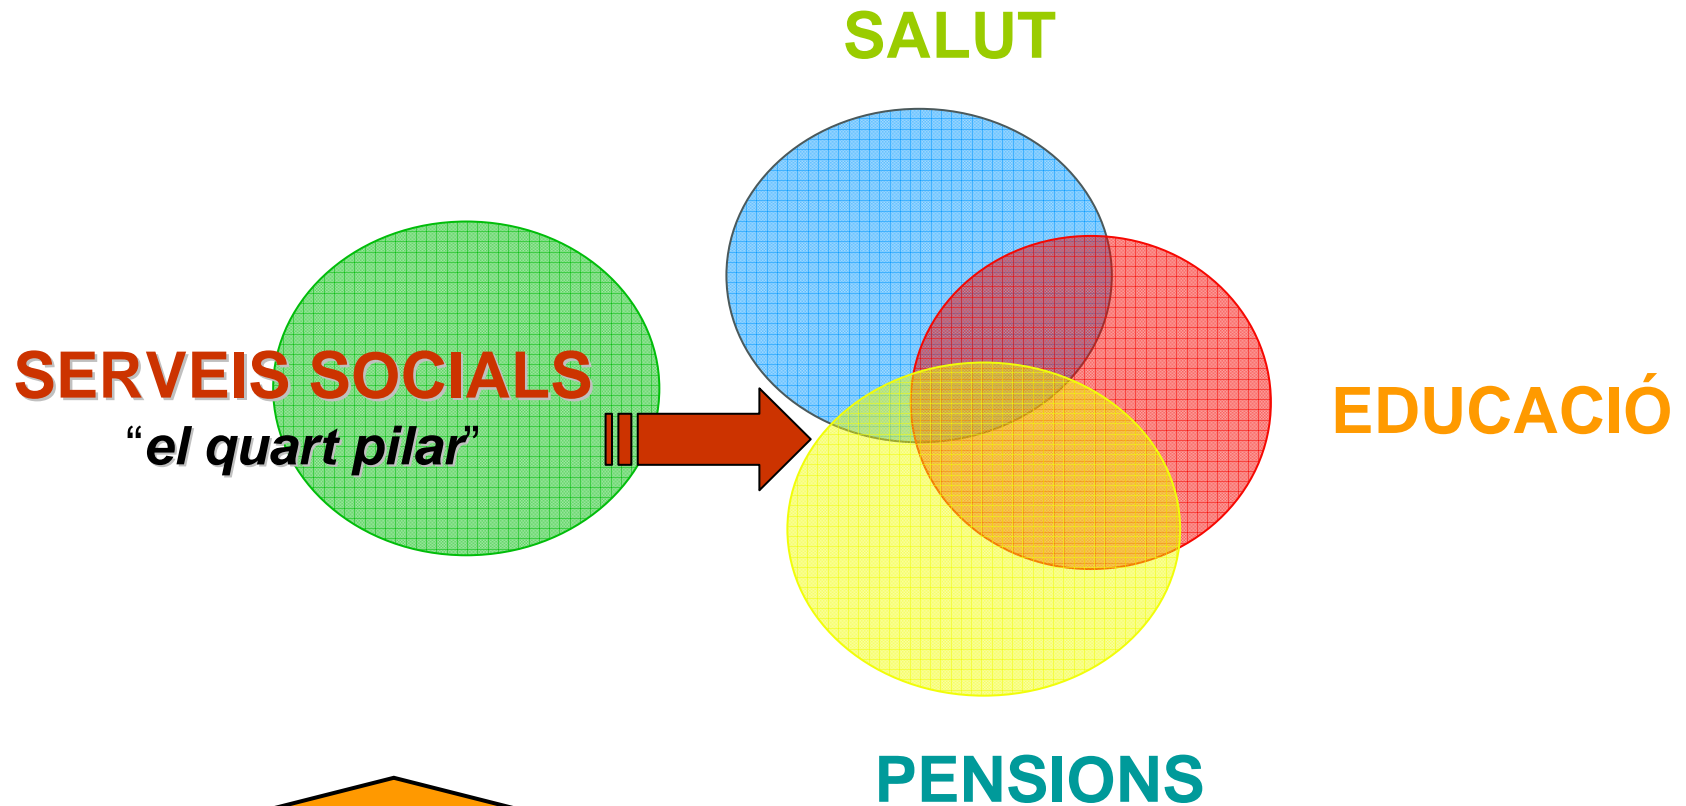 SALUT
SERVEIS SOCIALS
“el quart pilar”
EDUCACIÓ
PENSIONS